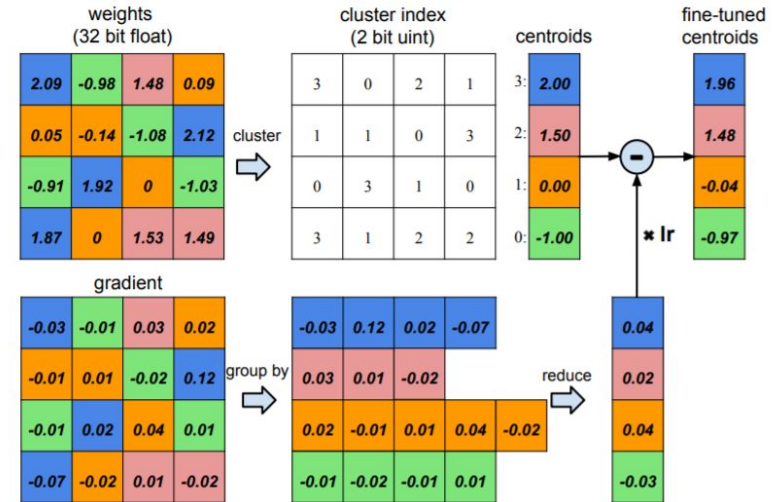 weights
(32 bit float)
cluster index
(2 bit uint)
centroids
fine-tuned
centroids
2.09 -0.98 1.48 0.09
3 0 2 1
3: 2.00
1.96
0.05 -0.14 -1.08 2.12
cluster
1 1 0 3
2: 1.50
1.48
-
-0.91 1.92 0 -1.03
0 3 1 0
1: 0.00
-0.04
1.87 0 1.53 1.49
3 1 2 2
0: -1.00
× lr
-0.97
gradient
-0.03 -0.01 0.03 0.02
-0.03 0.12 0.02 -0.07
0.04
-0.01 0.01 -0.02 0.12
group by
0.03 0.01 -0.02
reduce
0.02
-0.01 0.02 0.04 0.01
0.02 -0.01 0.01 0.04 -0.02
0.04
-0.07 -0.02 0.01 -0.02
-0.01 -0.02 -0.01 0.01
-0.03